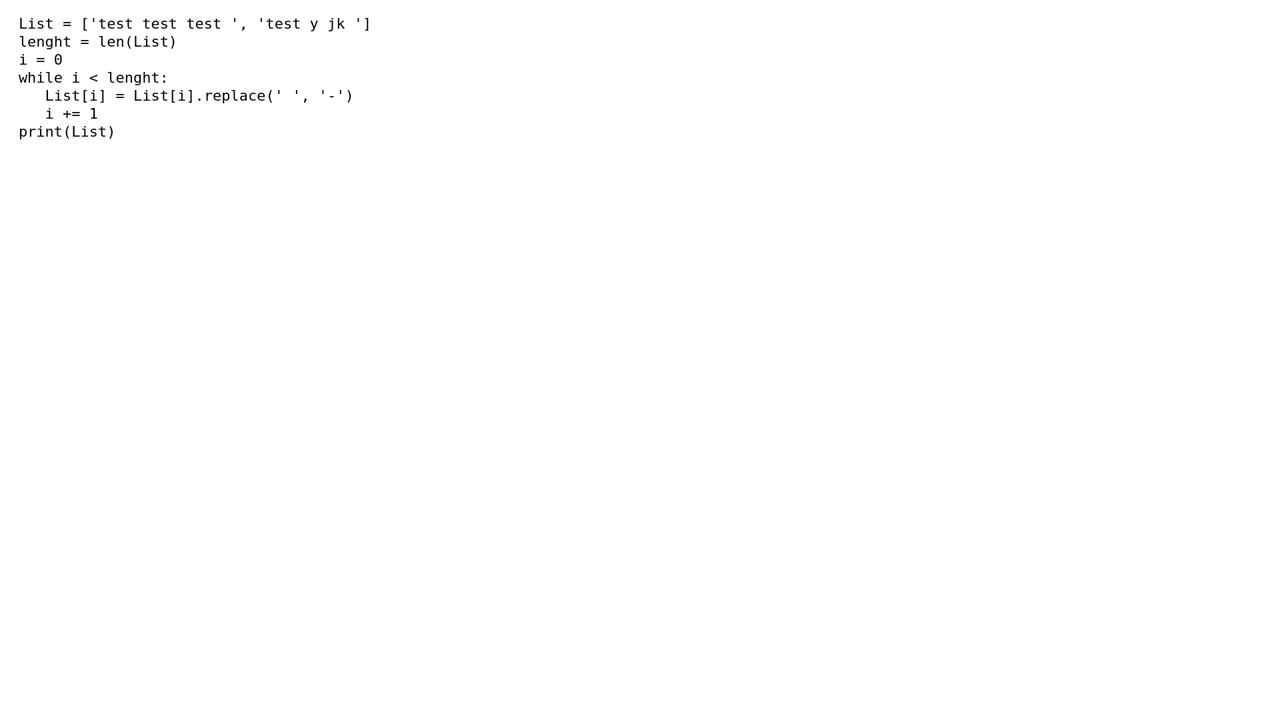 List = ['test test test ', 'test y jk ']
lenght = len(List)
i = 0
while i < lenght:
   List[i] = List[i].replace(' ', '-')
   i += 1
print(List)